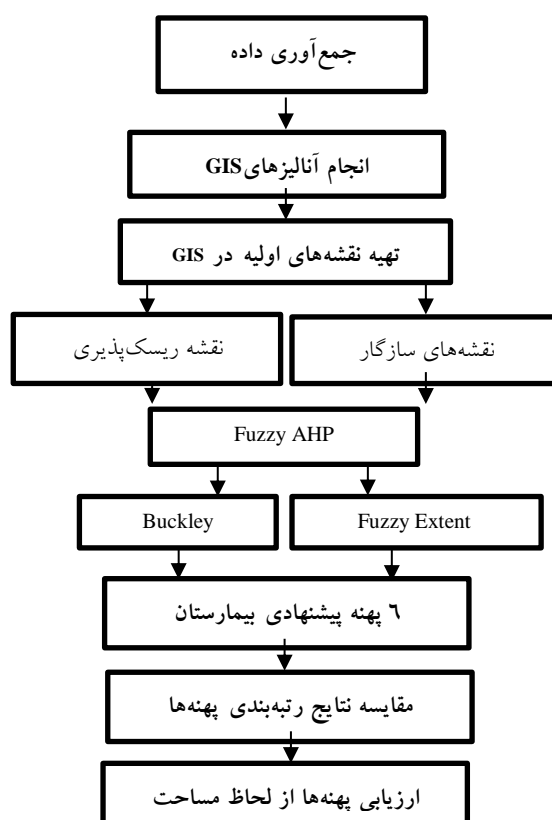 جمع‌آوری داده
انجام آنالیزهای GIS
تهیه نقشه‌های اولیه در GIS
نقشه‌های سازگار
نقشه ریسک‌پذیری
Fuzzy AHP
Buckley
Fuzzy Extent
٦ پهنه پیشنهادی بیمارستان
مقایسه نتایج رتبه‌بندی پهنه‌ها
ارزیابی پهنه‌ها از لحاظ مساحت